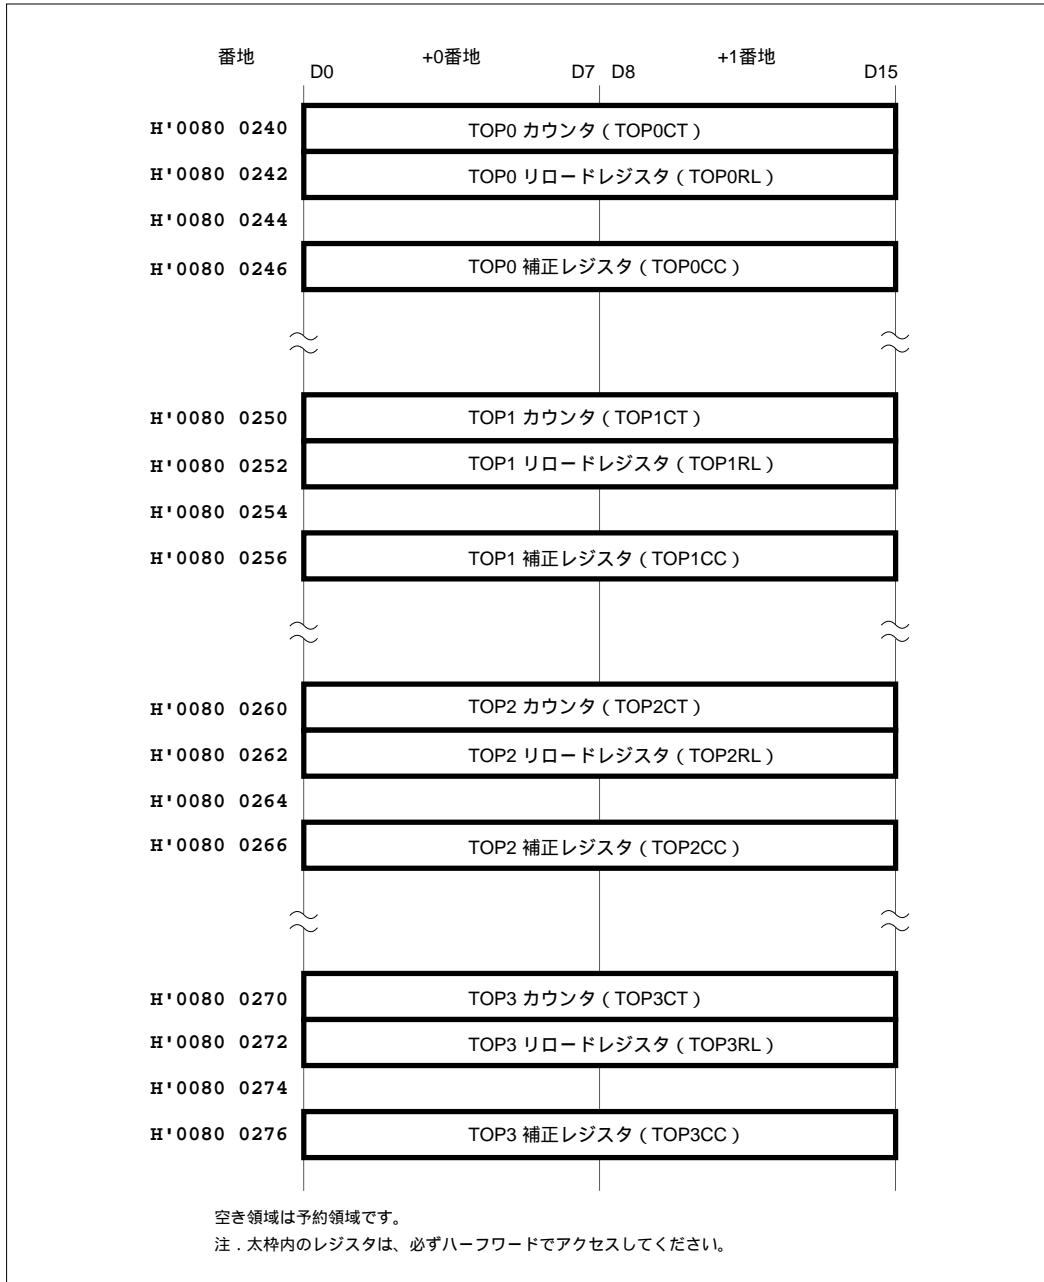 番地 +0番地 +1番地
D0 D7 D8 D15
H'0080 0240 TOP0 カウンタ ( TOP0CT )
H'0080 0242 TOP0 リロードレジスタ ( TOP0RL )
H'0080 0244
H'0080 0246 TOP0 補正レジスタ ( TOP0CC )
H'0080 0250 TOP1 カウンタ ( TOP1CT )
H'0080 0252 TOP1 リロードレジスタ ( TOP1RL )
H'0080 0254
H'0080 0256 TOP1 補正レジスタ ( TOP1CC )
H'0080 0260 TOP2 カウンタ ( TOP2CT )
H'0080 0262 TOP2 リロードレジスタ ( TOP2RL )
H'0080 0264
H'0080 0266 TOP2 補正レジスタ ( TOP2CC )
H'0080 0270 TOP3 カウンタ ( TOP3CT )
H'0080 0272 TOP3 リロードレジスタ ( TOP3RL )
H'0080 0274
H'0080 0276 TOP3 補正レジスタ ( TOP3CC )
空き領域は予約領域です。
注．太枠内のレジスタは、必ずハーフワードでアクセスしてください。